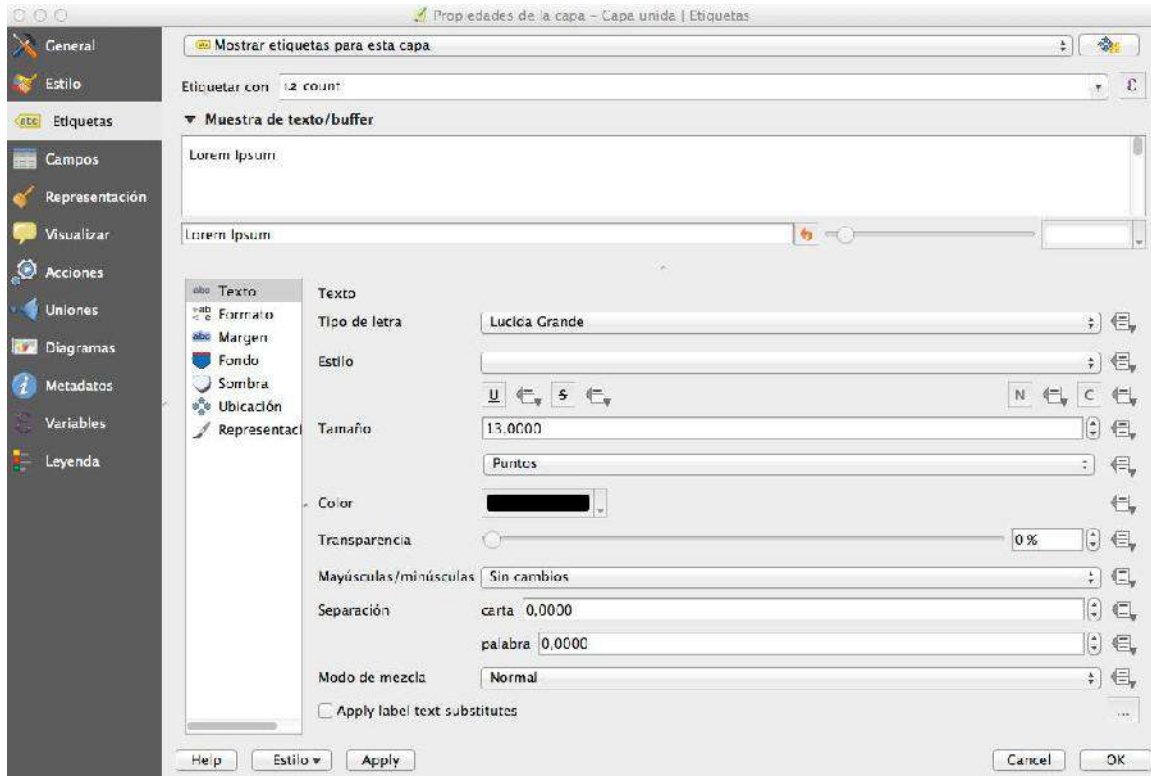 Propiedades de la capa – Capa unida | Etiquetas
General
Estilo
Etiquetas
Campos
Representación
Visualizar
Acciones
Uniones
Diagramas
Metadatos
Variables
Leyenda
Mostrar etiquetas para esta capa
Etiquetar con 1.2 count
Muestra de texto/buffer
Lorem Ipsum
Lorem Ipsum
Texto
Formato
Margen
Fondo
Sombra
Ubicación
Representaci
Texto
Tipo de letra Lucida Grande
Estilo
U S N C
Tamaño 13,0000
Puntos
Color
Transparencia 0 %
Mayúsculas/minúsculas Sin cambios
Separación carta 0,0000
palabra 0,0000
Modo de mezcla Normal
Apply label text substitutes ...
Help Estilo Apply Cancel OK